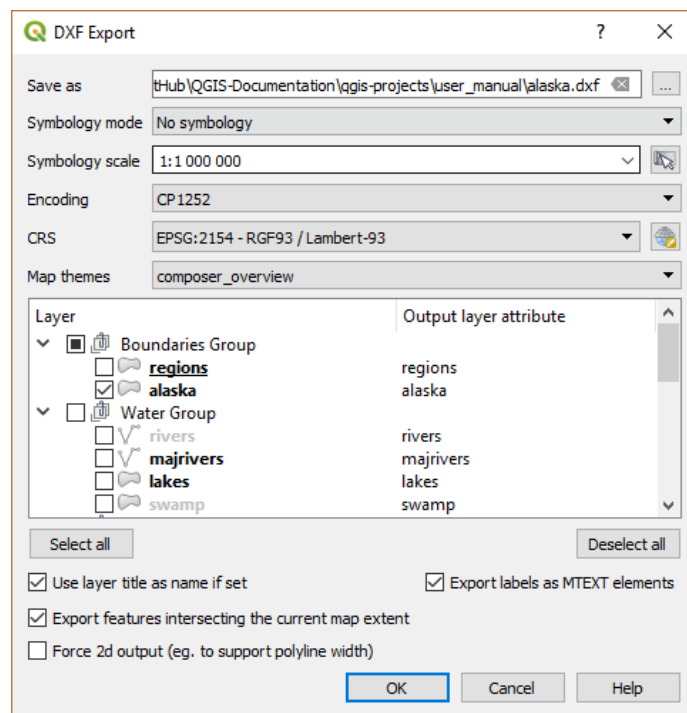 DXF Export
Save as tHub\QGIS-Documentation\qgis-projects\user_manual\alaska.dxf ...
Symbology mode No symbology
Symbology scale 1:1 000 000
Encoding CP1252
CRS EPSG:2154 - RGF93 / Lambert-93
Map themes composer_overview
Layer Output layer attribute
Boundaries Group
regions regions
alaska alaska
Water Group
rivers rivers
majrivers majrivers
lakes lakes
swamp swamp
Select all Deselect all
Use layer title as name if set Export labels as MTEXT elements
Export features intersecting the current map extent
Force 2d output (eg. to support polyline width)
OK Cancel Help